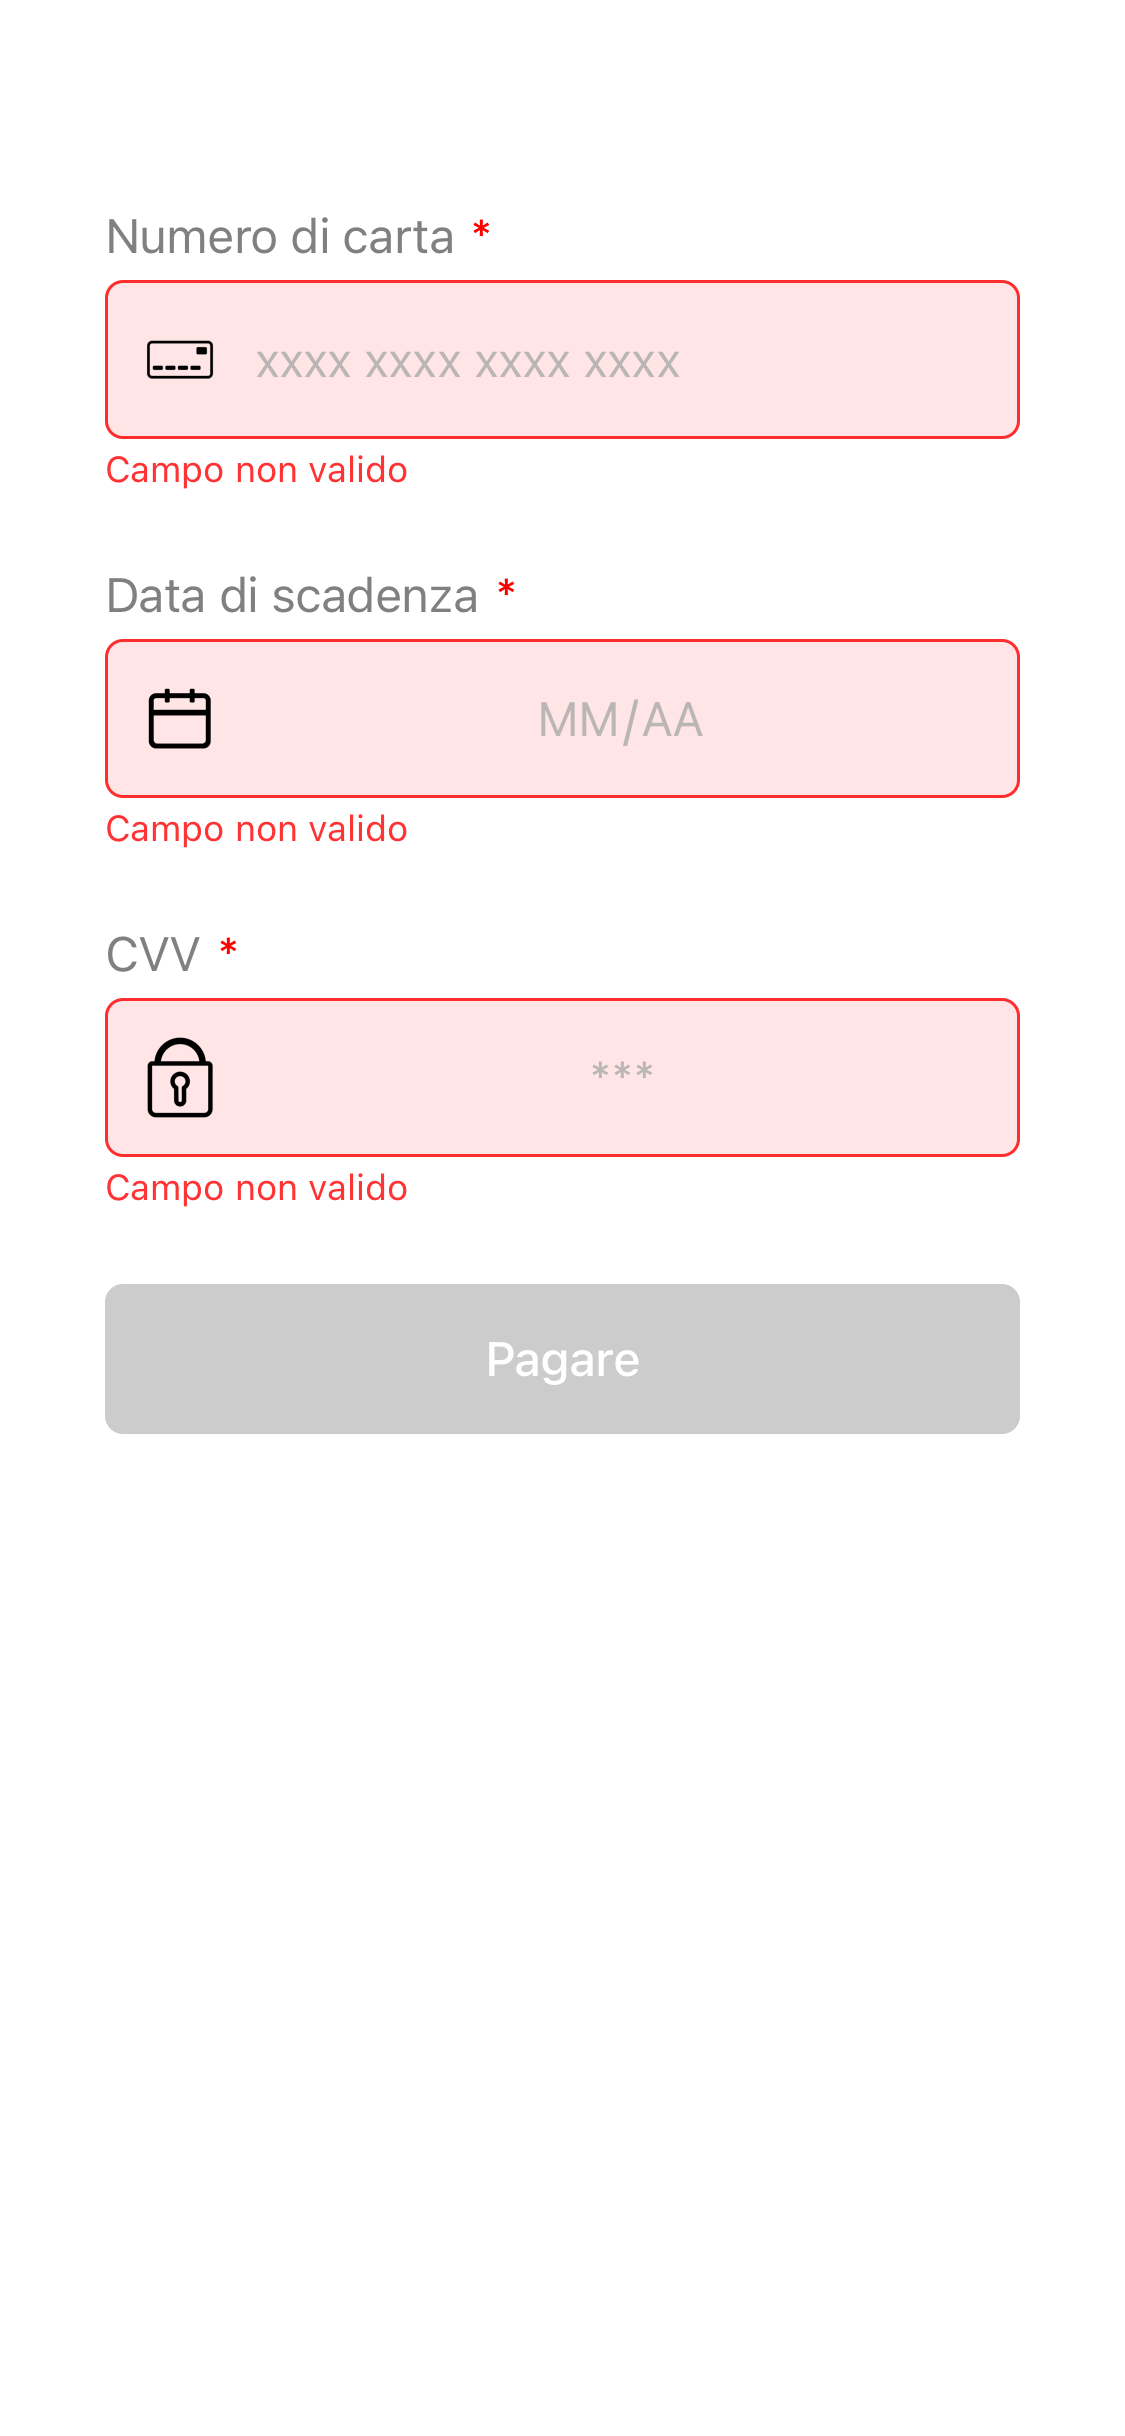 Numero di carta *
xxxx xxxx xxxx xxxx
Campo non valido
Data di scadenza *
MM/AA
Campo non valido
CVV *
***
Campo non valido
Pagare